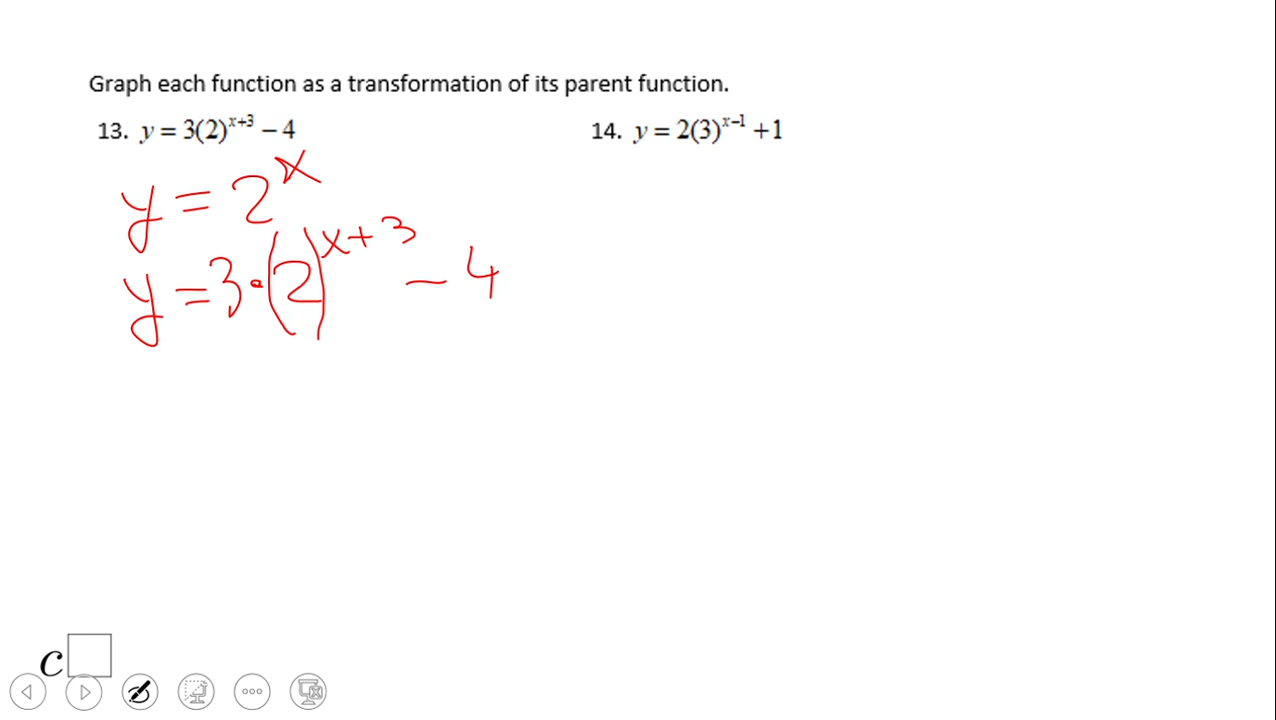 Graph each function as a transformation of its parent function.
13. y = 3(2)^{x+3} – 4
14. y = 2(3)^{x–1} + 1
y = 2^x
y = 3·(2)^{x+3} – 4
c